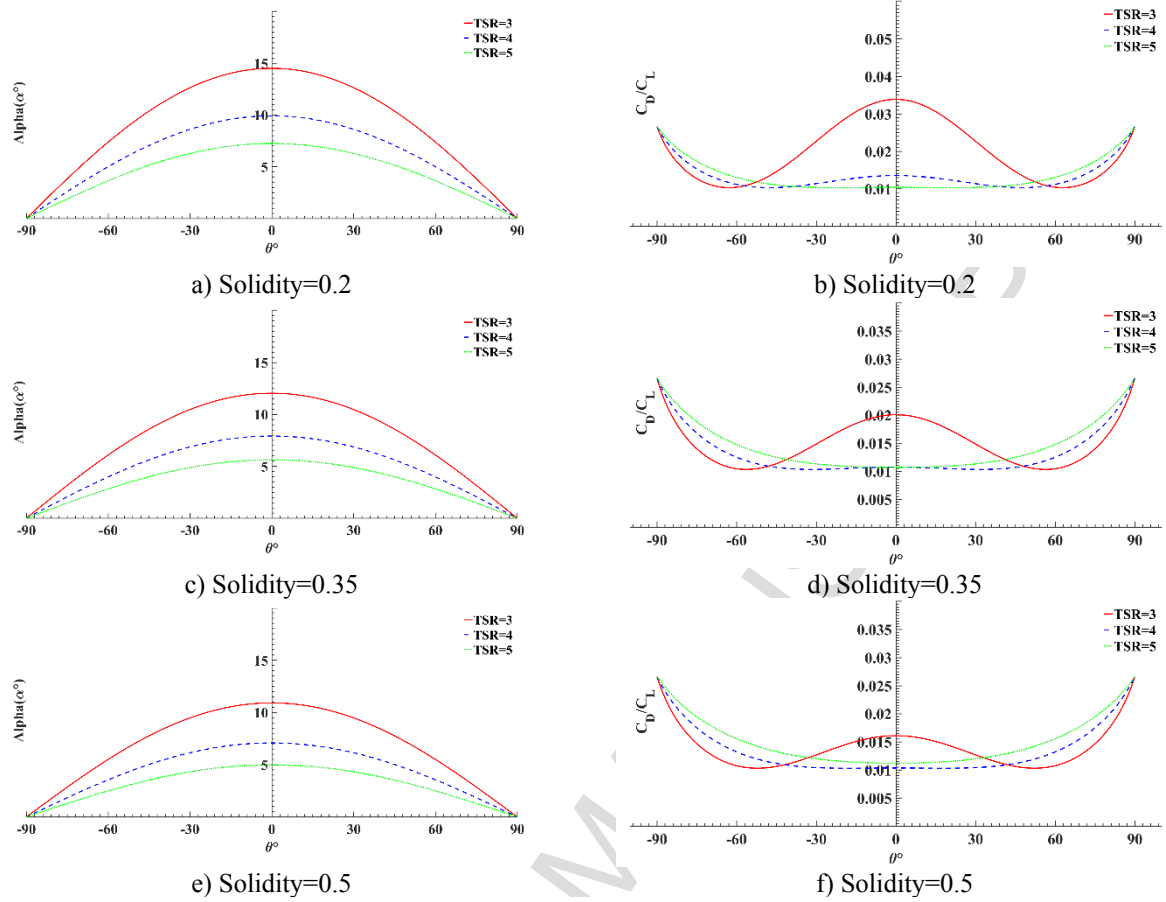 TSR=3
TSR=4
TSR=5
Alpha(α°)
15
10
5
-90 -60 -30 0 30 60 90
θ°
a) Solidity=0.2
TSR=3
TSR=4
TSR=5
C_D/C_L
0.05
0.04
0.03
0.02
0.01
-90 -60 -30 0 30 60 90
θ°
b) Solidity=0.2
TSR=3
TSR=4
TSR=5
Alpha(α°)
15
10
5
-90 -60 -30 0 30 60 90
θ°
c) Solidity=0.35
TSR=3
TSR=4
TSR=5
C_D/C_L
0.035
0.03
0.025
0.02
0.015
0.01
0.005
-90 -60 -30 0 30 60 90
θ°
d) Solidity=0.35
TSR=3
TSR=4
TSR=5
Alpha(α°)
15
10
5
-90 -60 -30 0 30 60 90
θ°
e) Solidity=0.5
TSR=3
TSR=4
TSR=5
C_D/C_L
0.035
0.03
0.025
0.02
0.015
0.01
0.005
-90 -60 -30 0 30 60 90
θ°
f) Solidity=0.5